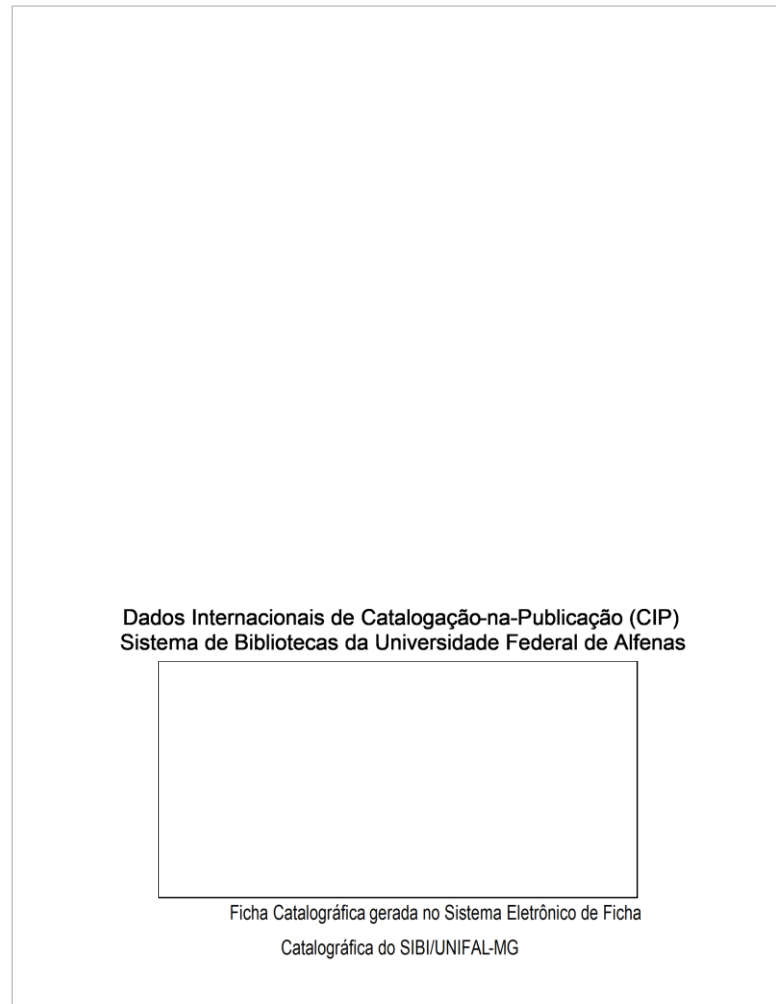 Dados Internacionais de Catalogação-na-Publicação (CIP)
Sistema de Bibliotecas da Universidade Federal de Alfenas
Ficha Catalográfica gerada no Sistema Eletrônico de Ficha
Catalográfica do SIBI/UNIFAL-MG